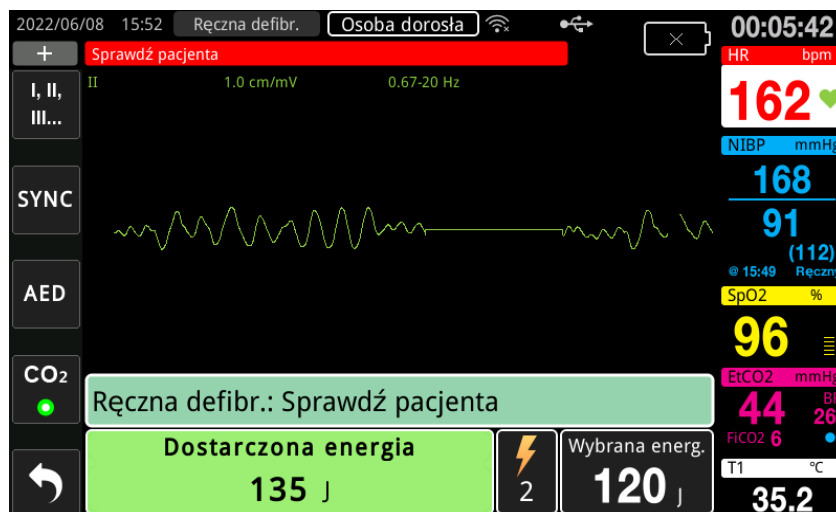 2022/06/08 15:52 Ręczna defibr. Osoba dorosła 00:05:42
+ Sprawdź pacjenta HR bpm
I, II, III... II 1.0 cm/mV 0.67-20 Hz 162
NIBP mmHg
SYNC 168
91
(112)
@ 15:49 Ręczny
AED SpO2 %
96
CO2 EtCO2 mmHg
Ręczna defibr.: Sprawdź pacjenta 44 26
FiCO2 6
Dostarczona energia Wybrana energ.
135 J 2 120 J
T1 °C
35.2